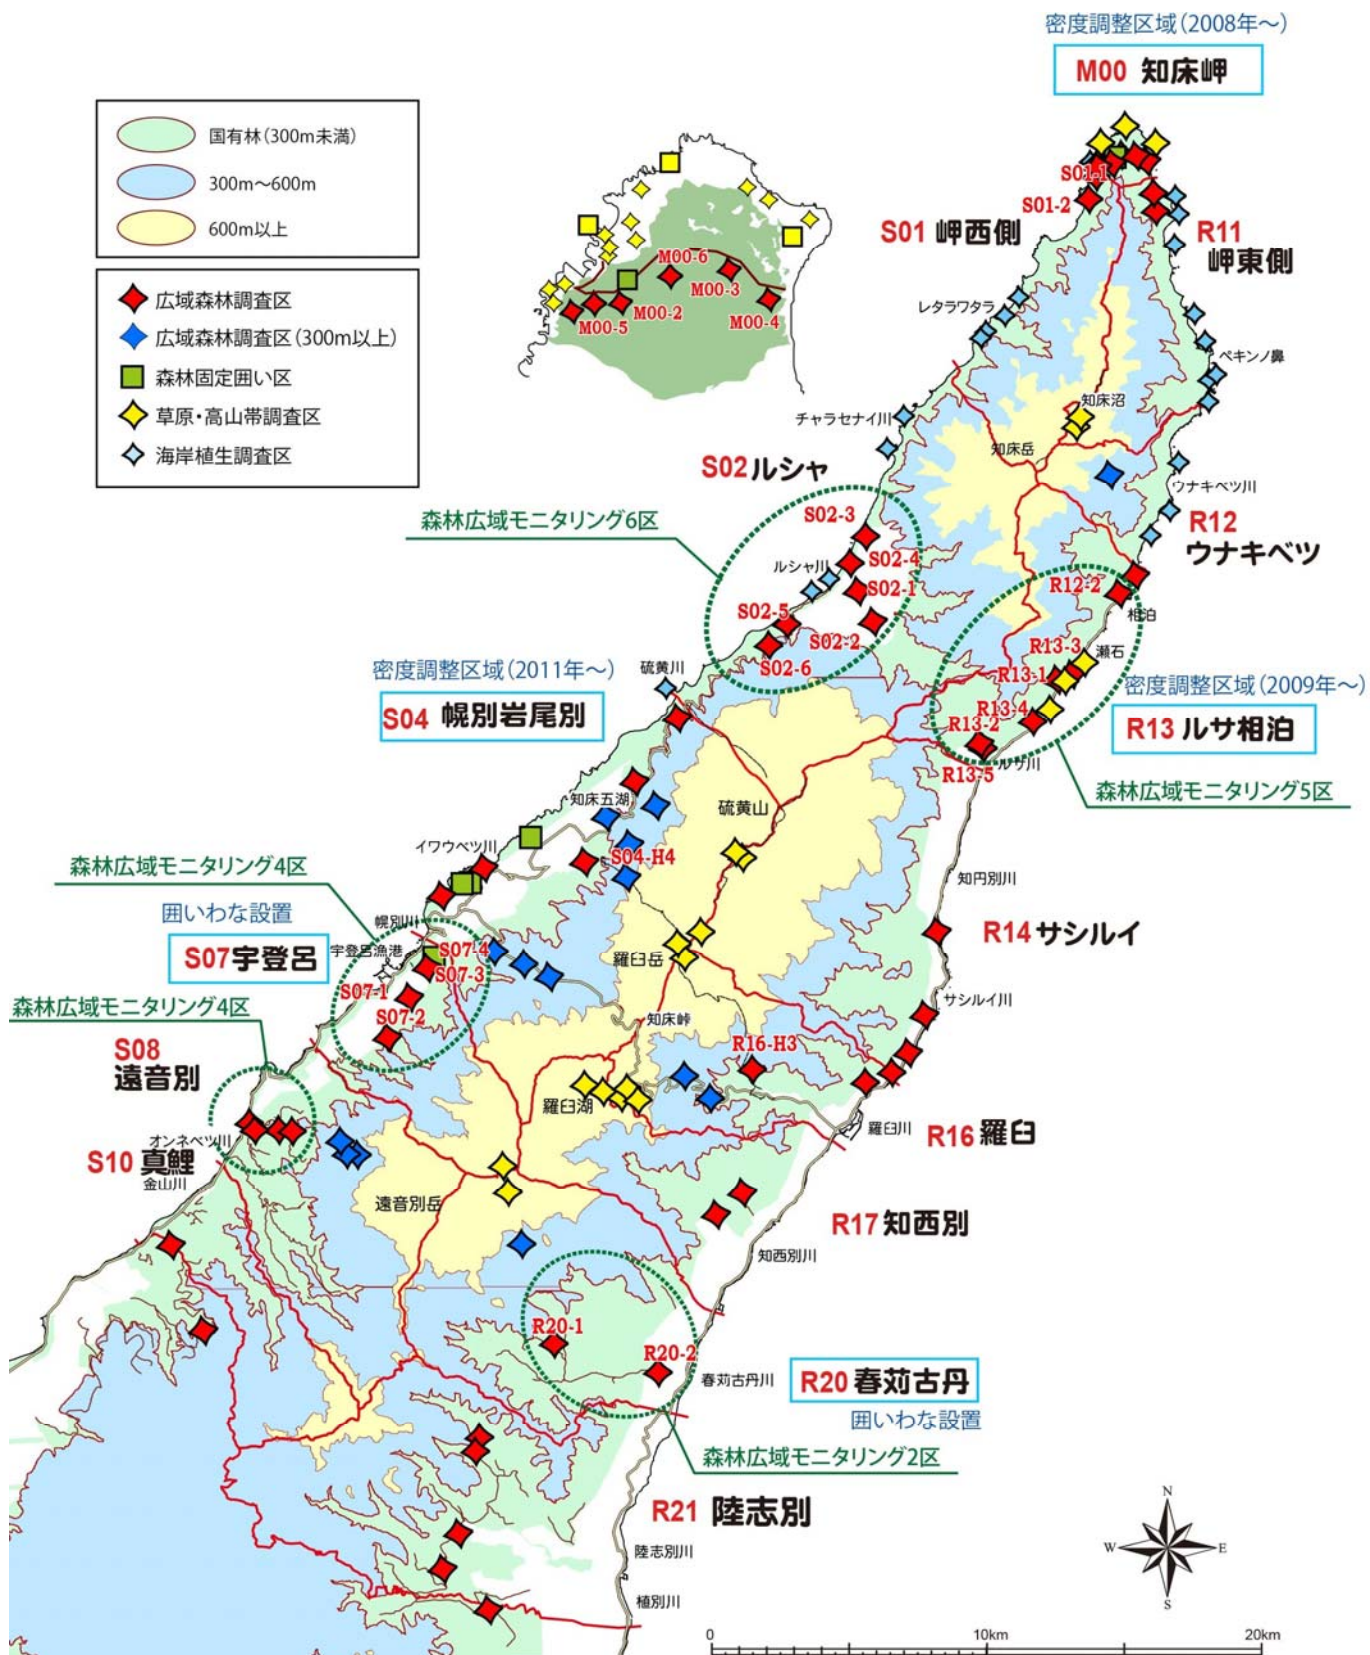 密度調整区域(2008年～)
M00 知床岬
国有林(300m未満)
300m～600m
600m以上
広域森林調査区
広域森林調査区(300m以上)
森林固定囲い区
草原・高山帯調査区
海岸植生調査区
M00-6
M00-3
M00-5
M00-2
M00-4
S01-1
S01-2
S01 岬西側
R11
岬東側
レタラワタラ
ペキンノ鼻
チャラセナイ川
知床沼
知床岳
S02 ルシャ
ウナキベツ川
森林広域モニタリング6区
S02-3
R12
ウナキベツ
ルシャ川
S02-4
S02-1
R12-2
相泊
S02-5
S02-2
S02-6
R13-3
瀬石
R13-1
密度調整区域(2011年～)
硫黄川
密度調整区域(2009年～)
S04 幌別岩尾別
R13-4
R13-2
R13 ルサ相泊
R13-5
ルサ川
森林広域モニタリング5区
知床五湖
硫黄山
イワウベツ川
S04-H4
森林広域モニタリング4区
知円別川
囲いわな設置
幌別川
S07 宇登呂
宇登呂漁港
S07-4
S07-3
R14 サシルイ
羅臼岳
S07-1
森林広域モニタリング4区
S07-2
サシルイ川
知床峠
S08
遠音別
R16-H3
羅臼湖
羅臼川
R16 羅臼
オンネベツ川
S10 真鯉
金山川
遠音別岳
R17 知西別
知西別川
R20-1
R20-2
春苅古丹川
R20 春苅古丹
囲いわな設置
森林広域モニタリング2区
R21 陸志別
陸志別川
植別川
N
W
E
S
0
10km
20km